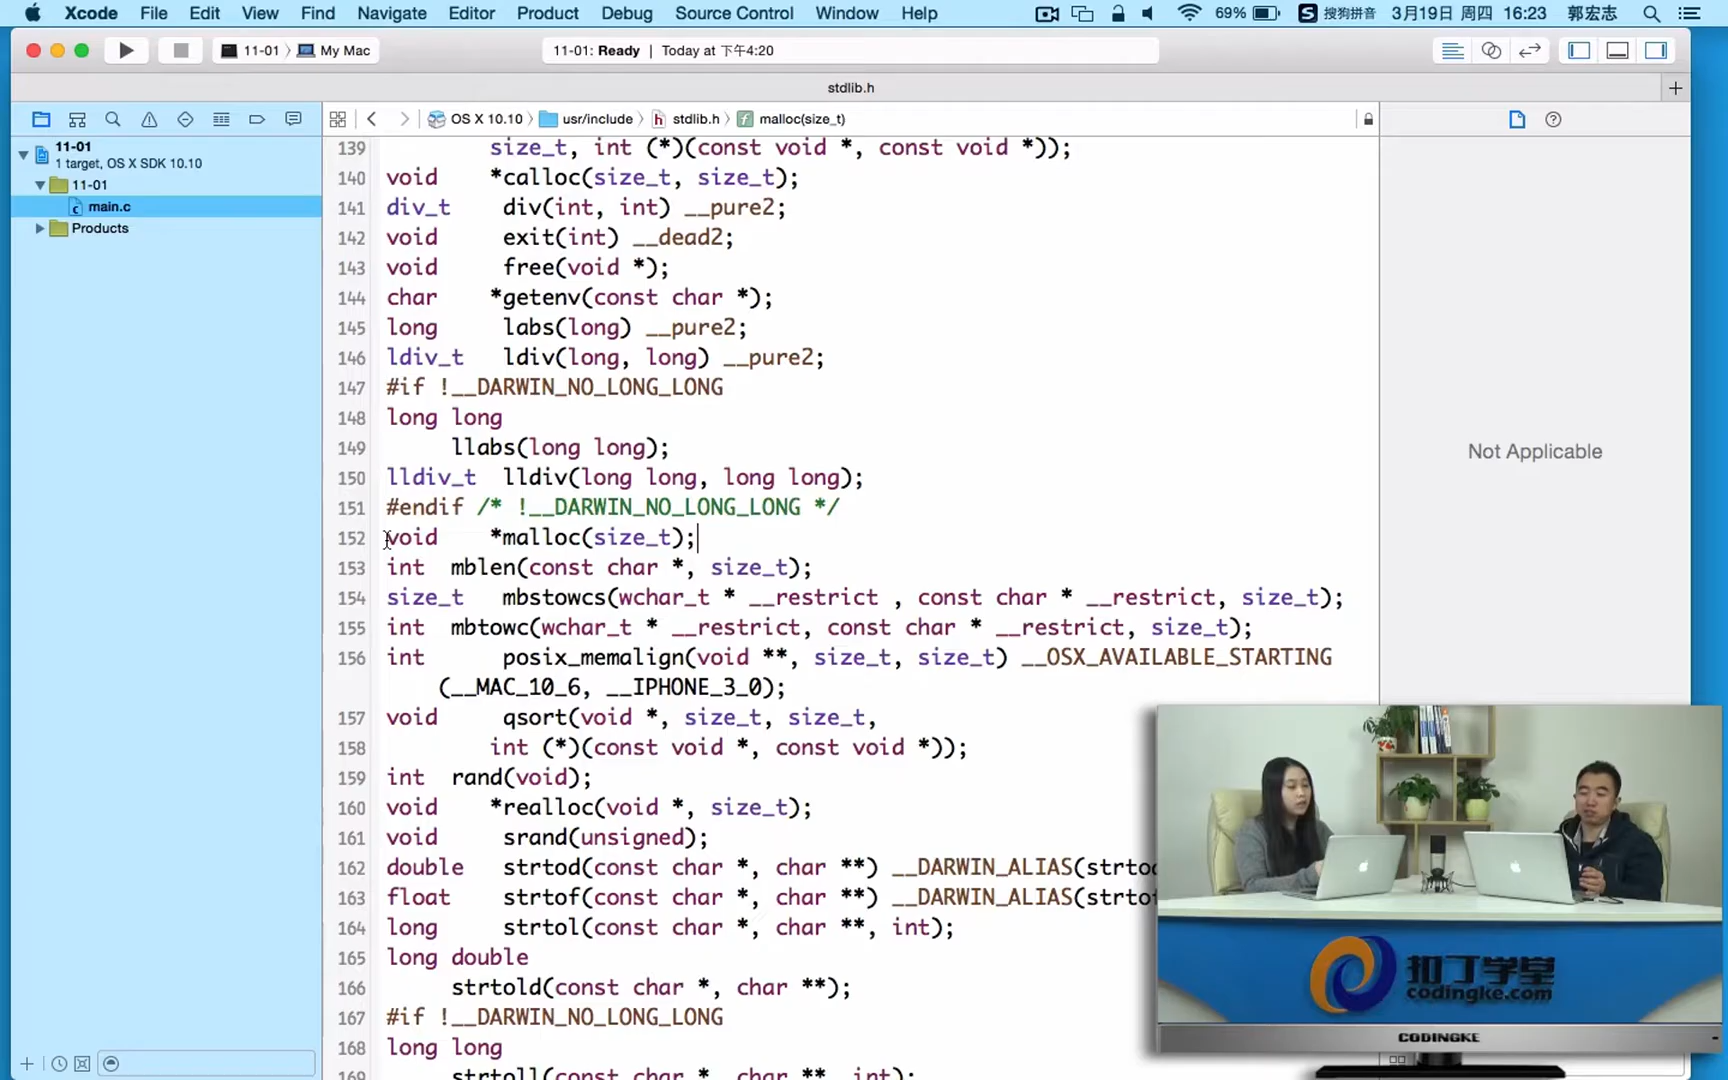 Xcode File Edit View Find Navigate Editor Product Debug Source Control Window Help 69% S 搜狗拼音 3月19日 周四 16:23 郭宏志
11-01 〉 My Mac 11-01: Ready | Today at 下午4:20
stdlib.h
OS X 10.10 〉 usr/include 〉 h stdlib.h 〉 f malloc(size_t)
11-01
1 target, OS X SDK 10.10
11-01
main.c
Products
139 size_t, int (*)(const void *, const void *));
140 void *calloc(size_t, size_t);
141 div_t div(int, int) __pure2;
142 void exit(int) __dead2;
143 void free(void *);
144 char *getenv(const char *);
145 long labs(long) __pure2;
146 ldiv_t ldiv(long, long) __pure2;
147 #if !__DARWIN_NO_LONG_LONG
148 long long
149 llabs(long long);
150 lldiv_t lldiv(long long, long long);
151 #endif /* !__DARWIN_NO_LONG_LONG */
152 void *malloc(size_t);
153 int mblen(const char *, size_t);
154 size_t mbstowcs(wchar_t * __restrict , const char * __restrict, size_t);
155 int mbtowc(wchar_t * __restrict, const char * __restrict, size_t);
156 int posix_memalign(void **, size_t, size_t) __OSX_AVAILABLE_STARTING
(__MAC_10_6, __IPHONE_3_0);
157 void qsort(void *, size_t, size_t,
158 int (*)(const void *, const void *));
159 int rand(void);
160 void *realloc(void *, size_t);
161 void srand(unsigned);
162 double strtod(const char *, char **) __DARWIN_ALIAS(strtod
163 float strtof(const char *, char **) __DARWIN_ALIAS(strtof
164 long strtol(const char *, char **, int);
165 long double
166 strtold(const char *, char **);
167 #if !__DARWIN_NO_LONG_LONG
168 long long
169 strtoll(const char *, char **, int);
Not Applicable
扣丁学堂
codingke.com
CODINGKE